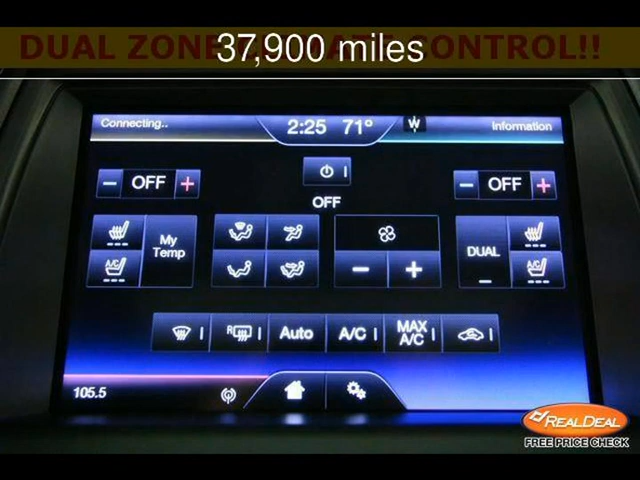 DUAL ZONE CLIMATE CONTROL!!
37,900 miles
Connecting..
2:25 71°
W
Information
– OFF +
OFF
– OFF +
My Temp
A/C
– +
DUAL
A/C
R
Auto
A/C
MAX A/C
105.5
REALDEAL
FREE PRICE CHECK